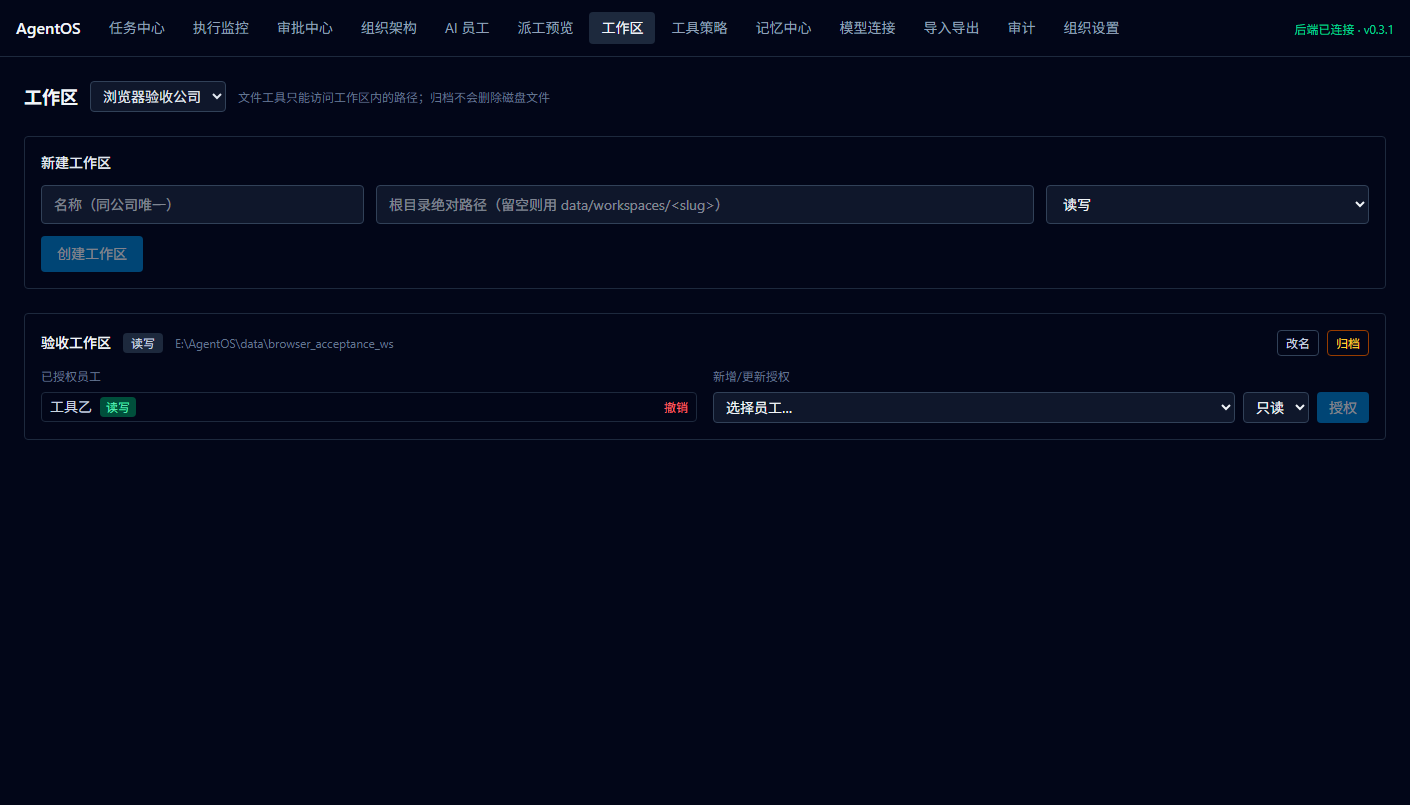 AgentOS 任务中心 执行监控 审批中心 组织架构 AI 员工 派工预览 工作区 工具策略 记忆中心 模型连接 导入导出 审计 组织设置 后端已连接 · v0.3.1
工作区 浏览器验收公司 文件工具只能访问工作区内的路径；归档不会删除磁盘文件
新建工作区
名称（同公司唯一） 根目录绝对路径（留空则用 data/workspaces/<slug>） 读写
创建工作区
验收工作区 读写 E:\AgentOS\data\browser_acceptance_ws 改名 归档
已授权员工 新增/更新授权
工具乙 读写 撤销 选择员工... 只读 授权